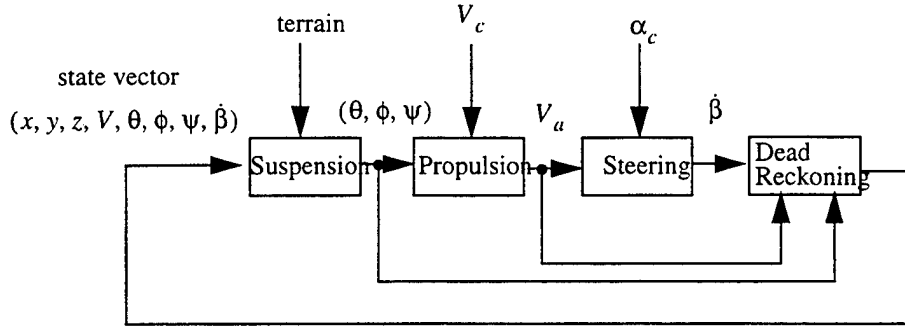 terrain
V_c
α_c
state vector
(x, y, z, V, θ, ϕ, ψ, β̇)
(θ, ϕ, ψ)
V_a
β̇
Suspension
Propulsion
Steering
Dead
Reckoning